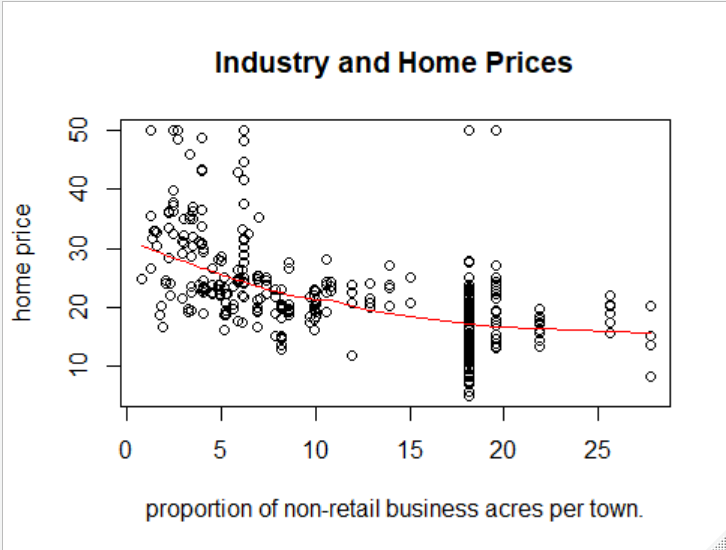 Industry and Home Prices
home price
50
40
30
20
10
0 5 10 15 20 25
proportion of non-retail business acres per town.